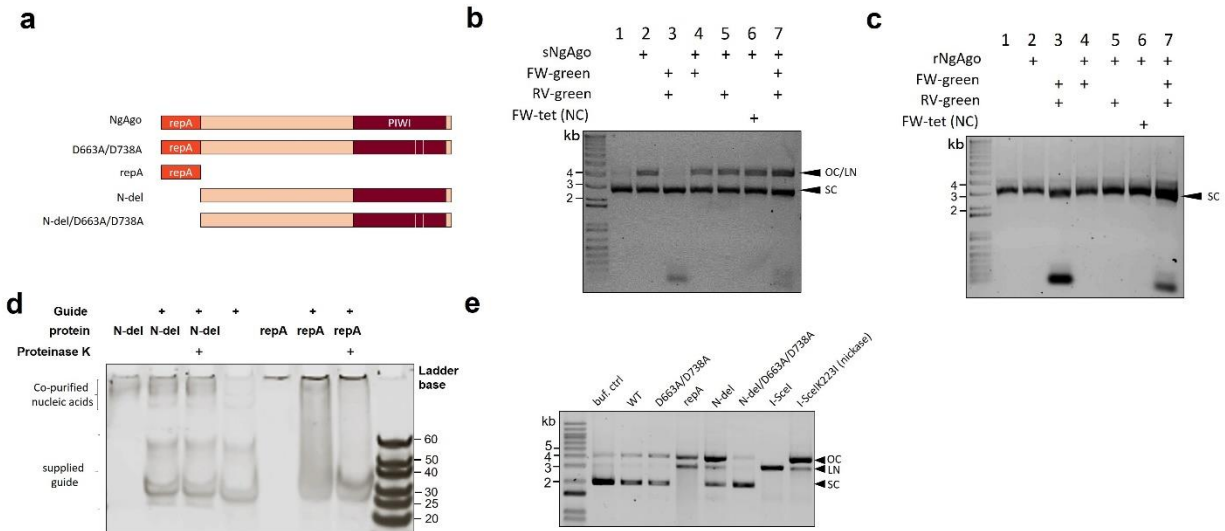 a
repA
NgAgo
PIWI
D663A/D738A
repA
repA
repA
N-del
N-del/D663A/D738A
b
1 2 3 4 5 6 7
sNgAgo + + + + +
FW-green + + +
RV-green + + +
FW-tet (NC) +
kb
4
3
2
OC/LN
SC
c
1 2 3 4 5 6 7
rNgAgo + + + + +
FW-green + + +
RV-green + + +
FW-tet (NC) +
kb
4
3
2
SC
d
Guide + + + + +
protein N-del N-del N-del repA repA repA
Proteinase K + +
Ladder
base
Co-purified
nucleic acids
supplied
guide
60
50
40
30
25
20
e
buf. ctrl
WT
D663A/D738A
repA
N-del
N-del/D663A/D738A
I-SceI
I-SceIK223I (nickase)
kb
5
4
3
2
OC
LN
SC